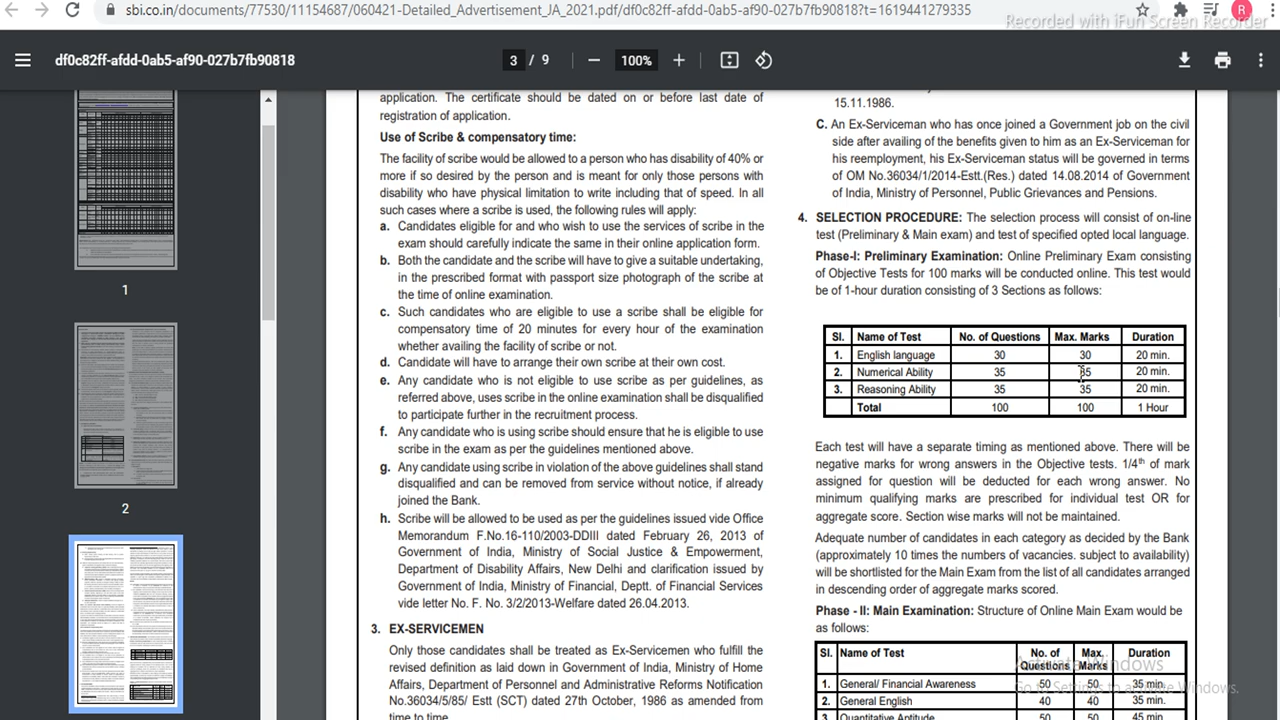 sbi.co.in/documents/77530/11154687/060421-Detailed_Advertisement_JA_2021.pdf/df0c82ff-afdd-0ab5-af90-027b7fb90818?t=1619441279335
R
Recorded with iFun Screen Recorder
df0c82ff-afdd-0ab5-af90-027b7fb90818
3 / 9
100%
1
2
application. The certificate should be dated on or before last date of
registration of application.
Use of Scribe & compensatory time:
The facility of scribe would be allowed to a person who has disability of 40% or
more if so desired by the person and is meant for only those persons with
disability who have physical limitation to write including that of speed. In all
such cases where a scribe is used, the following rules will apply:
a. Candidates eligible for and who wish to use the services of scribe in the
exam should carefully indicate the same in their online application form.
b. Both the candidate and the scribe will have to give a suitable undertaking,
in the prescribed format with passport size photograph of the scribe at
the time of online examination.
c. Such candidates who are eligible to use a scribe shall be eligible for
compensatory time of 20 minutes for every hour of the examination
whether availing the facility of scribe or not.
d. Candidate will have to arrange their own scribe at their own cost.
e. Any candidate who is not eligible to use scribe as per guidelines, as
referred above, uses scribe in the online examination shall be disqualified
to participate further in the recruitment process.
f. Any candidate who using scribe should ensure that he is eligible to use
scribe in the exam as per the guidelines mentioned above.
g. Any candidate using scribe in violation of the above guidelines shall stand
disqualified and can be removed from service without notice, if already
joined the Bank.
h. Scribe will be allowed to be used as per the guidelines issued vide Office
Memorandum F.No.16-110/2003-DDIII dated February 26, 2013 of
Government of India, Ministry of Social Justice & Empowerment,
Department of Disability Affairs, New Delhi and clarification issued by
Government of India, Ministry of Financial, Deptt. of Financial Services
vide letter No. F. No. 3/2/2013-Welfare dated 26.04.2013.
3. EX-SERVICEMEN:
Only those candidates shall be treated as Ex-Servicemen who fulfill the
revised definition as per Government of India, Ministry of Home
Affairs, Department of Personnel and Administrative Reforms Notification
No.36034/5/85/ Estt (SCT) dated 27th October, 1986 as amended from
time to time.
15.11.1986.
C. An Ex-Serviceman who has once joined a Government job on the civil
side after availing of the benefits given to him as an Ex-Serviceman for
his reemployment, his Ex-Serviceman status will be governed in terms
of OM No.36034/1/2014-Estt.(Res.) dated 14.08.2014 of Government
of India, Ministry of Personnel, Public Grievances and Pensions.
4. SELECTION PROCEDURE: The selection process will consist of on-line
test (Preliminary & Main exam) and test of specified opted local language.
Phase-I: Preliminary Examination: Online Preliminary Exam consisting
of Objective Tests for 100 marks will be conducted online. This test would
be of 1-hour duration consisting of 3 Sections as follows:
Sl. Name of Test No. of Questions Max. Marks Duration
1. English language 30 30 20 min.
2. Numerical Ability 35 35 20 min.
3. Reasoning Ability 35 35 20 min.
Total 100 100 1 Hour
Each test will have a separate timing as mentioned above. There will be
negative marks for wrong answers in the Objective tests. 1/4th of mark
assigned for question will be deducted for each wrong answer. No
minimum qualifying marks are prescribed for individual test OR for
aggregate score. Section wise marks will not be maintained.
Adequate number of candidates in each category as decided by the Bank
(approximately 10 times the numbers of vacancies. subject to availability)
will be shortlisted for the Main Exam from the list of all candidates arranged
in descending order of aggregate marks scored.
Phase - II: Main Examination: Structure of Online Main Exam would be
as follows:
Sl. Name of Test No. of Max. Duration
Marks
1. General/ Financial Awareness 50 50 35 min.
2. General English 40 40 35 min.
3. Quantitative Aptitude 50 50 45 min.
Activate Windows
Go to Settings to activate Windows.